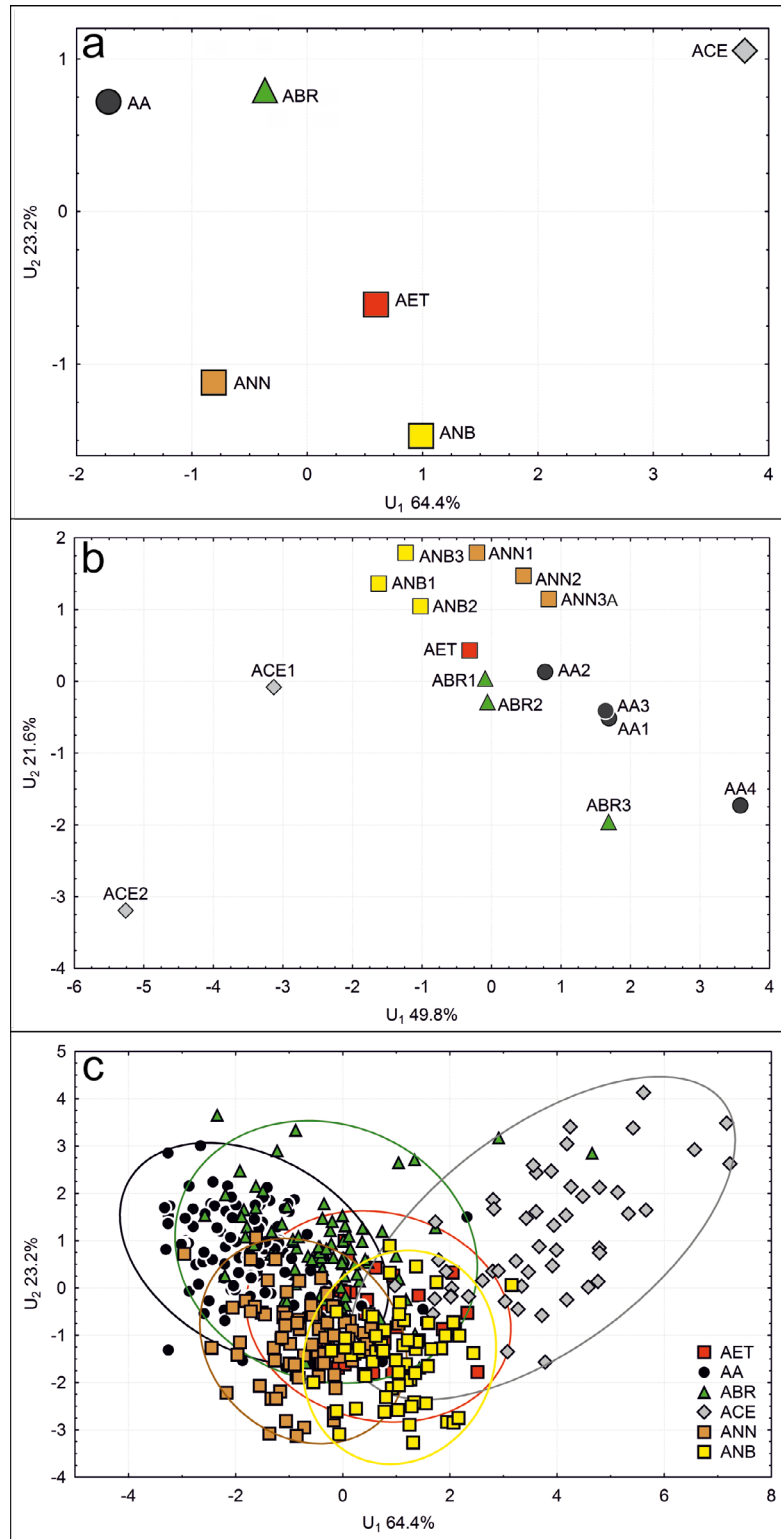 a
ACE
AA
ABR
AET
ANN
ANB
1
0
-1
U2 23.2%
-2 -1 0 1 2 3 4
U1 64.4%
b
ANB3
ANN1
ANB1
ANN2
ANB2
ANN3A
AET
ACE1
ABR1
AA2
ABR2
AA3
AA1
ABR3
AA4
ACE2
2
1
0
-1
-2
-3
-4
U2 21.6%
-6 -5 -4 -3 -2 -1 0 1 2 3 4
U1 49.8%
c
5
4
3
2
1
0
-1
-2
-3
-4
U2 23.2%
AET
AA
ABR
ACE
ANN
ANB
-4 -2 0 2 4 6 8
U1 64.4%